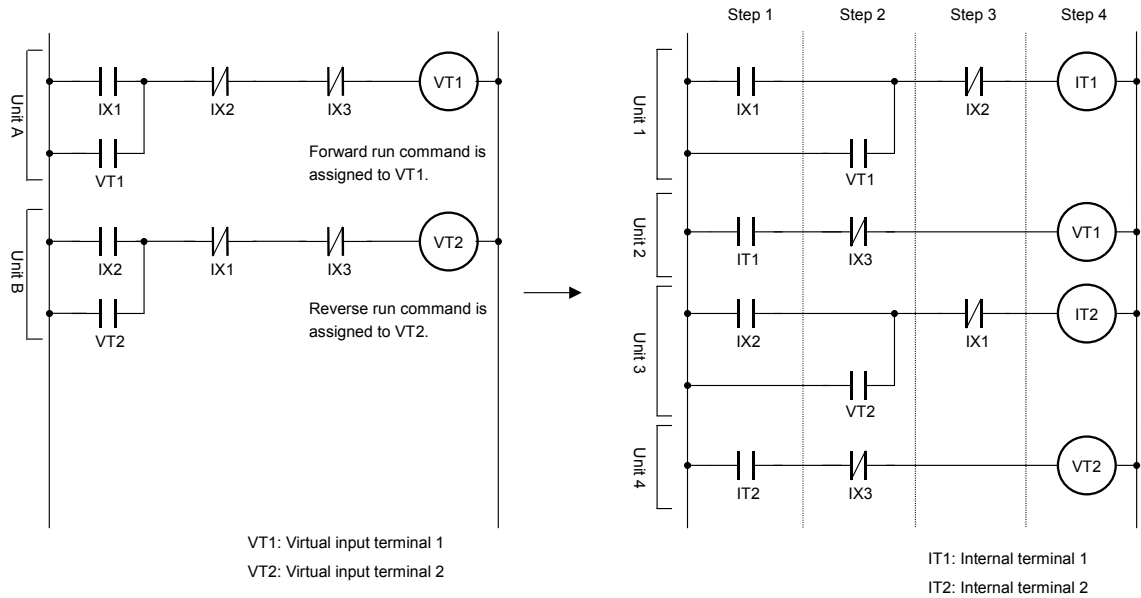 Unit A
IX1
IX2
IX3
VT1
VT1
Forward run command is
assigned to VT1.
Unit B
IX2
IX1
IX3
VT2
VT2
Reverse run command is
assigned to VT2.
VT1: Virtual input terminal 1
VT2: Virtual input terminal 2
Step 1 Step 2 Step 3 Step 4
Unit 1
IX1
IX2
IT1
VT1
Unit 2
IT1
IX3
VT1
Unit 3
IX2
IX1
IT2
VT2
Unit 4
IT2
IX3
VT2
IT1: Internal terminal 1
IT2: Internal terminal 2